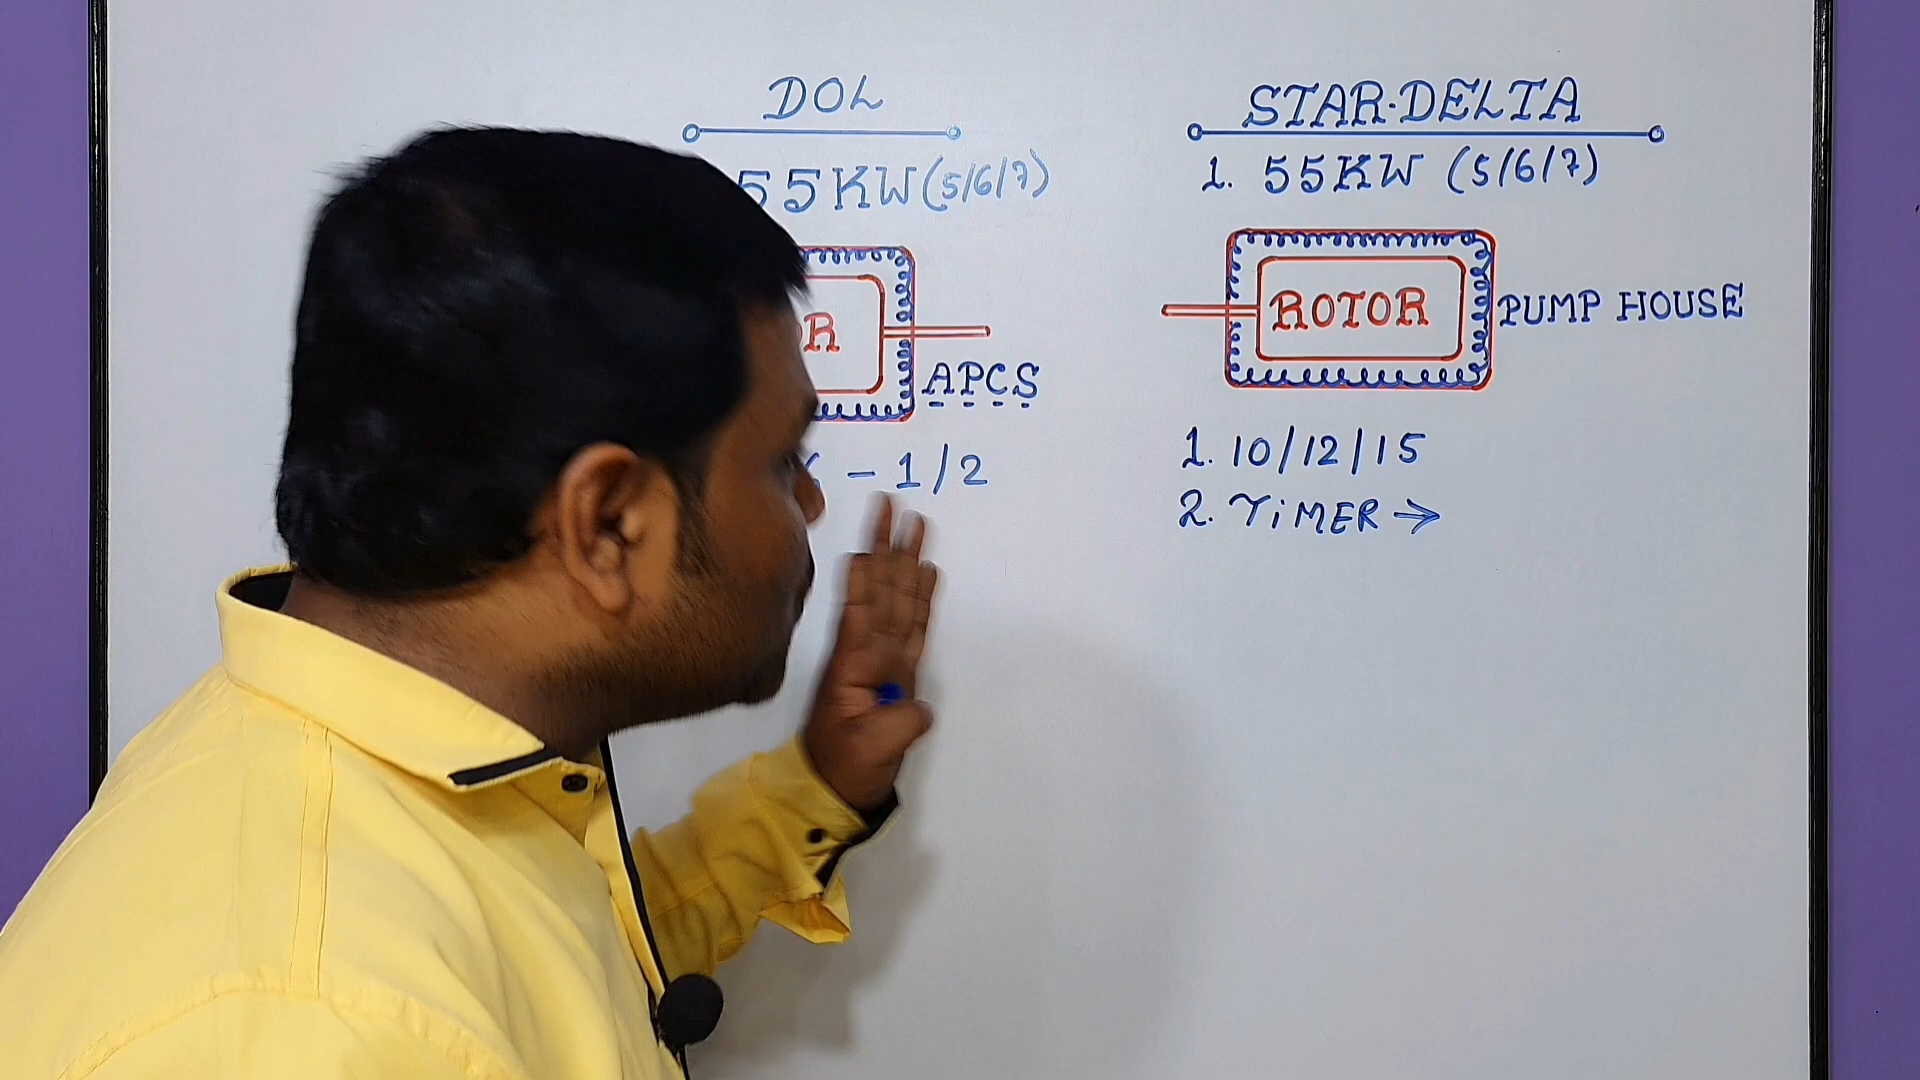 DOL
55KW (5/6/7)
APCS
- 1/2
STAR-DELTA
1. 55KW (5/6/7)
ROTOR
PUMP HOUSE
1. 10/12/15
2. TiMER →